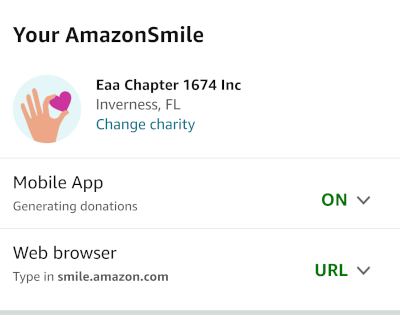 Your AmazonSmile
Eaa Chapter 1674 Inc
Inverness, FL
Change charity
Mobile App
Generating donations
ON
Web browser
Type in smile.amazon.com
URL